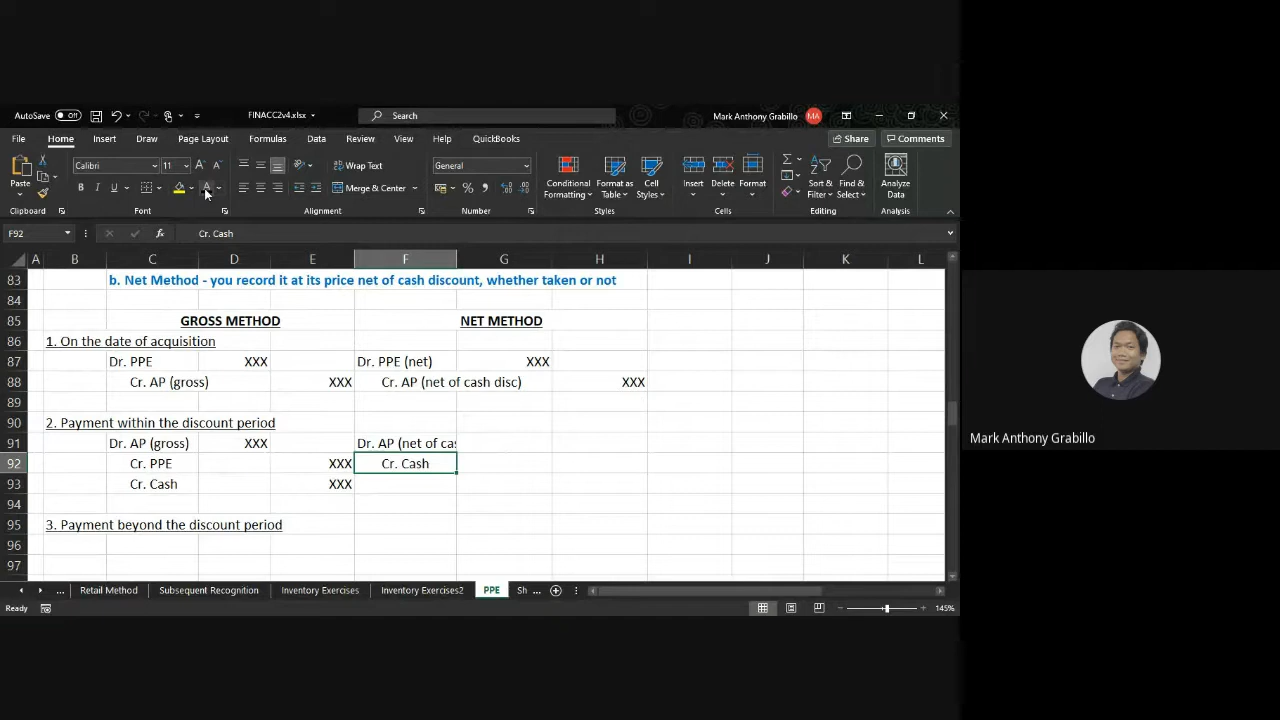 AutoSave Off FINACC2v4.xlsx Search Mark Anthony Grabillo MA
File Home Insert Draw Page Layout Formulas Data Review View Help QuickBooks Share Comments
Calibri 11 A A Wrap Text General
Paste B I U A Merge & Center $ % , Conditional Formatting Format as Table Cell Styles Insert Delete Format Sort & Filter Find & Select Analyze Data
Clipboard Font Alignment Number Styles Cells Editing Analysis
F92 fx Cr. Cash
A B C D E F G H I J K L
83 b. Net Method - you record it at its price net of cash discount, whether taken or not
84
85 GROSS METHOD NET METHOD
86 1. On the date of acquisition
87 Dr. PPE XXX Dr. PPE (net) XXX
88 Cr. AP (gross) XXX Cr. AP (net of cash disc) XXX
89
90 2. Payment within the discount period
91 Dr. AP (gross) XXX Dr. AP (net of cas
92 Cr. PPE XXX Cr. Cash
93 Cr. Cash XXX
94
95 3. Payment beyond the discount period
96
97
... Retail Method Subsequent Recognition Inventory Exercises Inventory Exercises2 PPE Sh ...
Ready 145%
Mark Anthony Grabillo